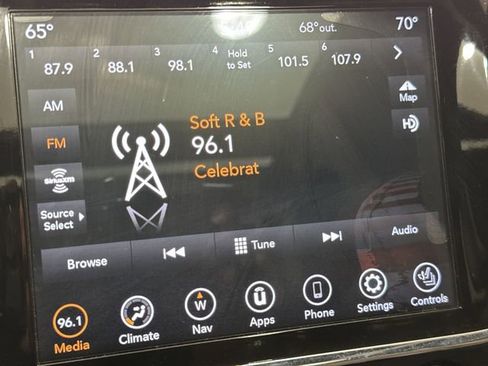 65° 68°out. 70°
1 87.9 2 88.1 3 98.1 4 Hold to Set 5 101.5 6 107.9
AM
Map
Soft R & B
FM
96.1
HD
Celebrat
SiriusXM
Source Select
Browse Tune Audio
96.1 W U
Media Climate Nav Apps Phone Settings Controls